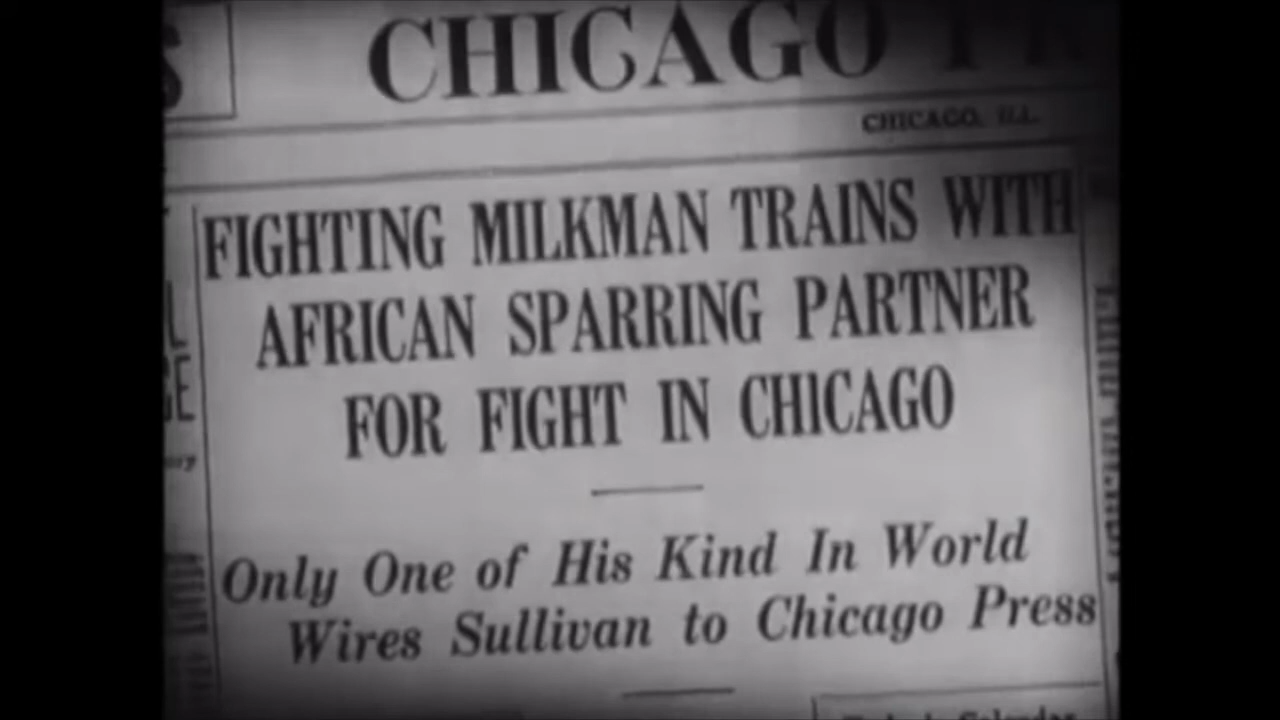 CHICAGO
CHICAGO, ILL.
FIGHTING MILKMAN TRAINS WITH
AFRICAN SPARRING PARTNER
FOR FIGHT IN CHICAGO
Only One of His Kind In World
Wires Sullivan to Chicago Press